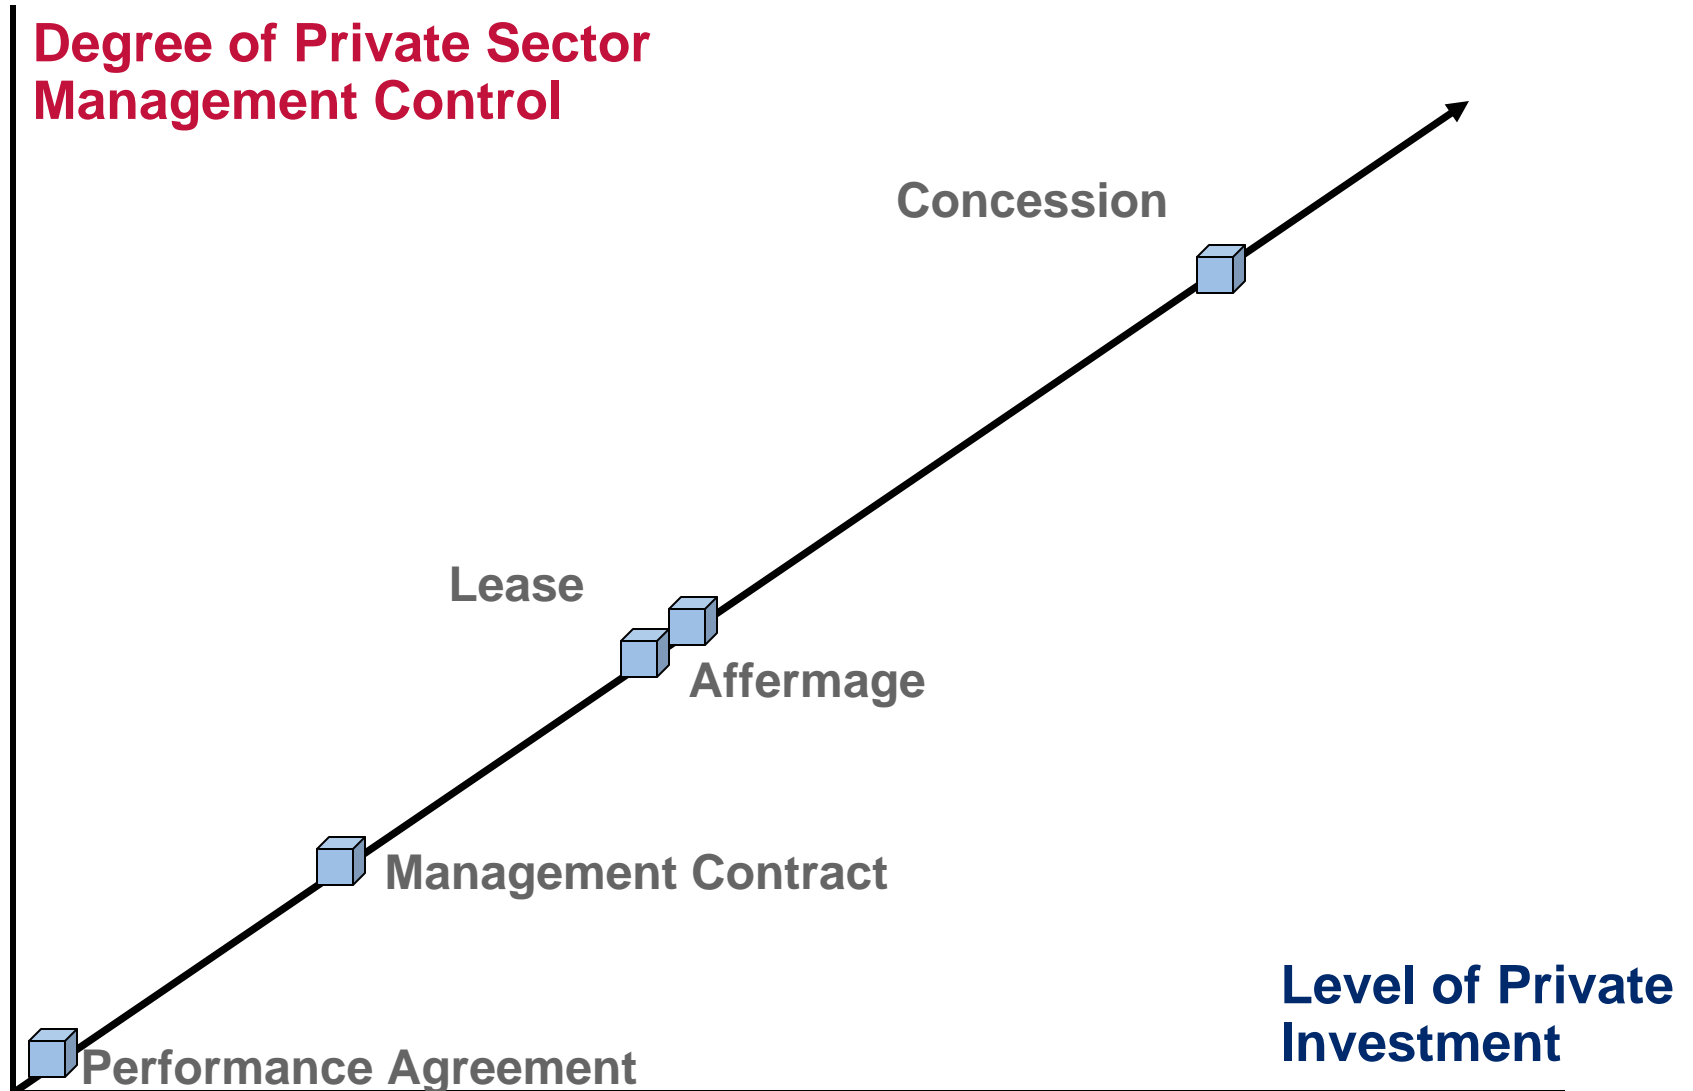 Degree of Private Sector
Management Control
Concession
Lease
Affermage
Management Contract
Level of Private
Investment
Performance Agreement